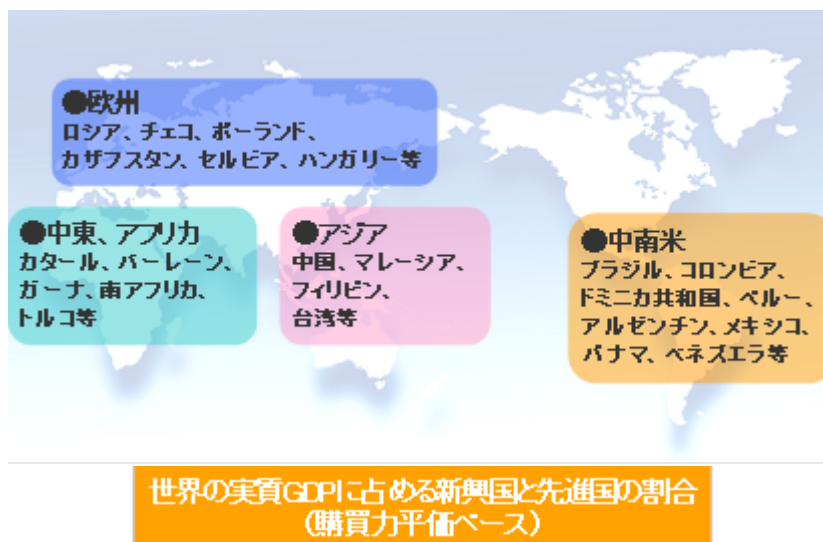 ●欧州
ロシア、チェコ、ポーランド、
カザフスタン、セルビア、ハンガリー等
●中東、アフリカ
カタール、バーレーン、
ガーナ、南アフリカ、
トルコ等
●アジア
中国、マレーシア、
フィリピン、
台湾等
●中南米
ブラジル、コロンビア、
ドミニカ共和国、ペルー、
アルゼンチン、メキシコ、
パナマ、ベネズエラ等
世界の実質GDPに占める新興国と先進国の割合
（購買力平価ベース）